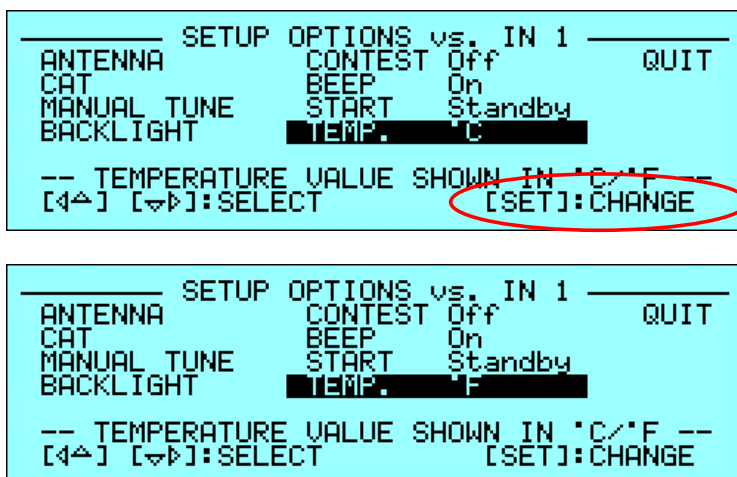 SETUP OPTIONS vs. IN 1
ANTENNA CONTEST Off QUIT
CAT BEEP On
MANUAL TUNE START Standby
BACKLIGHT TEMP. °C
-- TEMPERATURE VALUE SHOWN IN °C/°F --
[◁△] [▽▷]:SELECT [SET]:CHANGE
SETUP OPTIONS vs. IN 1
ANTENNA CONTEST Off QUIT
CAT BEEP On
MANUAL TUNE START Standby
BACKLIGHT TEMP. °F
-- TEMPERATURE VALUE SHOWN IN °C/°F --
[◁△] [▽▷]:SELECT [SET]:CHANGE